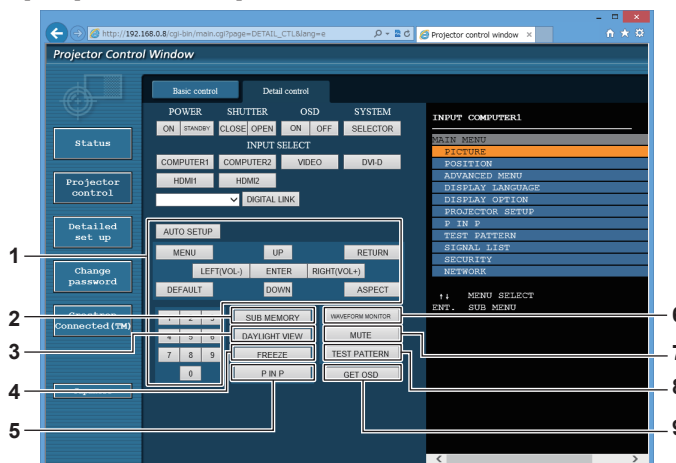 http://192.168.0.8/cgi-bin/main.cgi?page=DETAIL_CTL&lang=e
Projector control window
Projector Control Window
Basic control
Detail control
POWER SHUTTER OSD SYSTEM
ON STANDBY CLOSE OPEN ON OFF SELECTOR
INPUT SELECT
COMPUTER1 COMPUTER2 VIDEO DVI-D
HDMI1 HDMI2
DIGITAL LINK
AUTO SETUP
MENU UP RETURN
LEFT(VOL-) ENTER RIGHT(VOL+)
DEFAULT DOWN ASPECT
SUB MEMORY WAVEFORM MONITOR
DAYLIGHT VIEW MUTE
7 8 9 FREEZE TEST PATTERN
0 P IN P GET OSD
Status
Projector
control
Detailed
set up
Change
password
Connected(TM)
INPUT COMPUTER1
MAIN MENU
PICTURE
POSITION
ADVANCED MENU
DISPLAY LANGUAGE
DISPLAY OPTION
PROJECTOR SETUP
P IN P
TEST PATTERN
SIGNAL LIST
SECURITY
NETWORK
↑↓ MENU SELECT
ENT. SUB MENU
1
2
3
4
5
6
7
8
9